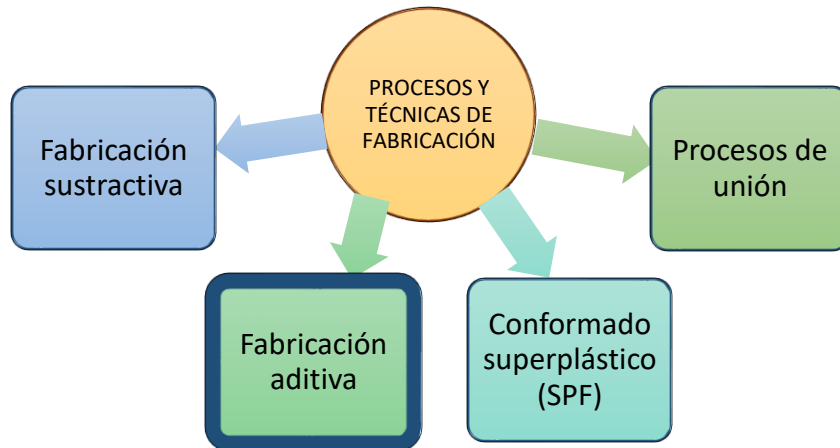 PROCESOS Y
TÉCNICAS DE
FABRICACIÓN
Fabricación
sustractiva
Procesos de
unión
Fabricación
aditiva
Conformado
superplástico
(SPF)